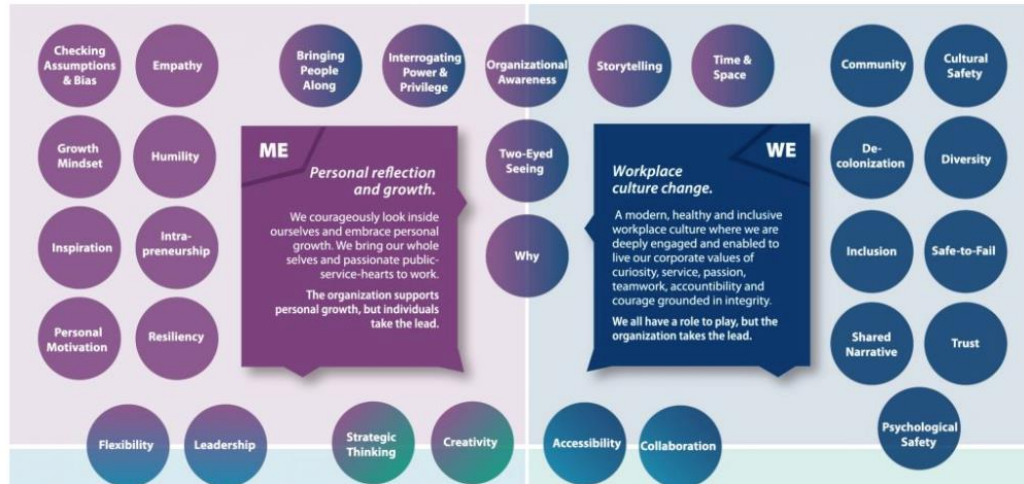 Checking
Assumptions
& Bias
Empathy
Bringing
People
Along
Interrogating
Power &
Privilege
Organizational
Awareness
Storytelling
Time &
Space
Community
Cultural
Safety
Growth
Mindset
Humility
ME
Personal reflection
and growth.
We courageously look inside
ourselves and embrace personal
growth. We bring our whole
selves and passionate public-
service-hearts to work.
The organization supports
personal growth, but individuals
take the lead.
Two-Eyed
Seeing
Why
WE
Workplace
culture change.
A modern, healthy and inclusive
workplace culture where we are
deeply engaged and enabled to
live our corporate values of
curiosity, service, passion,
teamwork, accountibility and
courage grounded in integrity.
We all have a role to play, but the
organization takes the lead.
De-
colonization
Diversity
Inspiration
Intra-
preneurship
Inclusion
Safe-to-Fail
Personal
Motivation
Resiliency
Shared
Narrative
Trust
Flexibility
Leadership
Strategic
Thinking
Creativity
Accessibility
Collaboration
Psychological
Safety